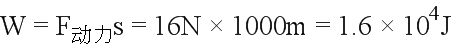 W = F动力s = 16N × 1000m = 1.6 × 10⁴J